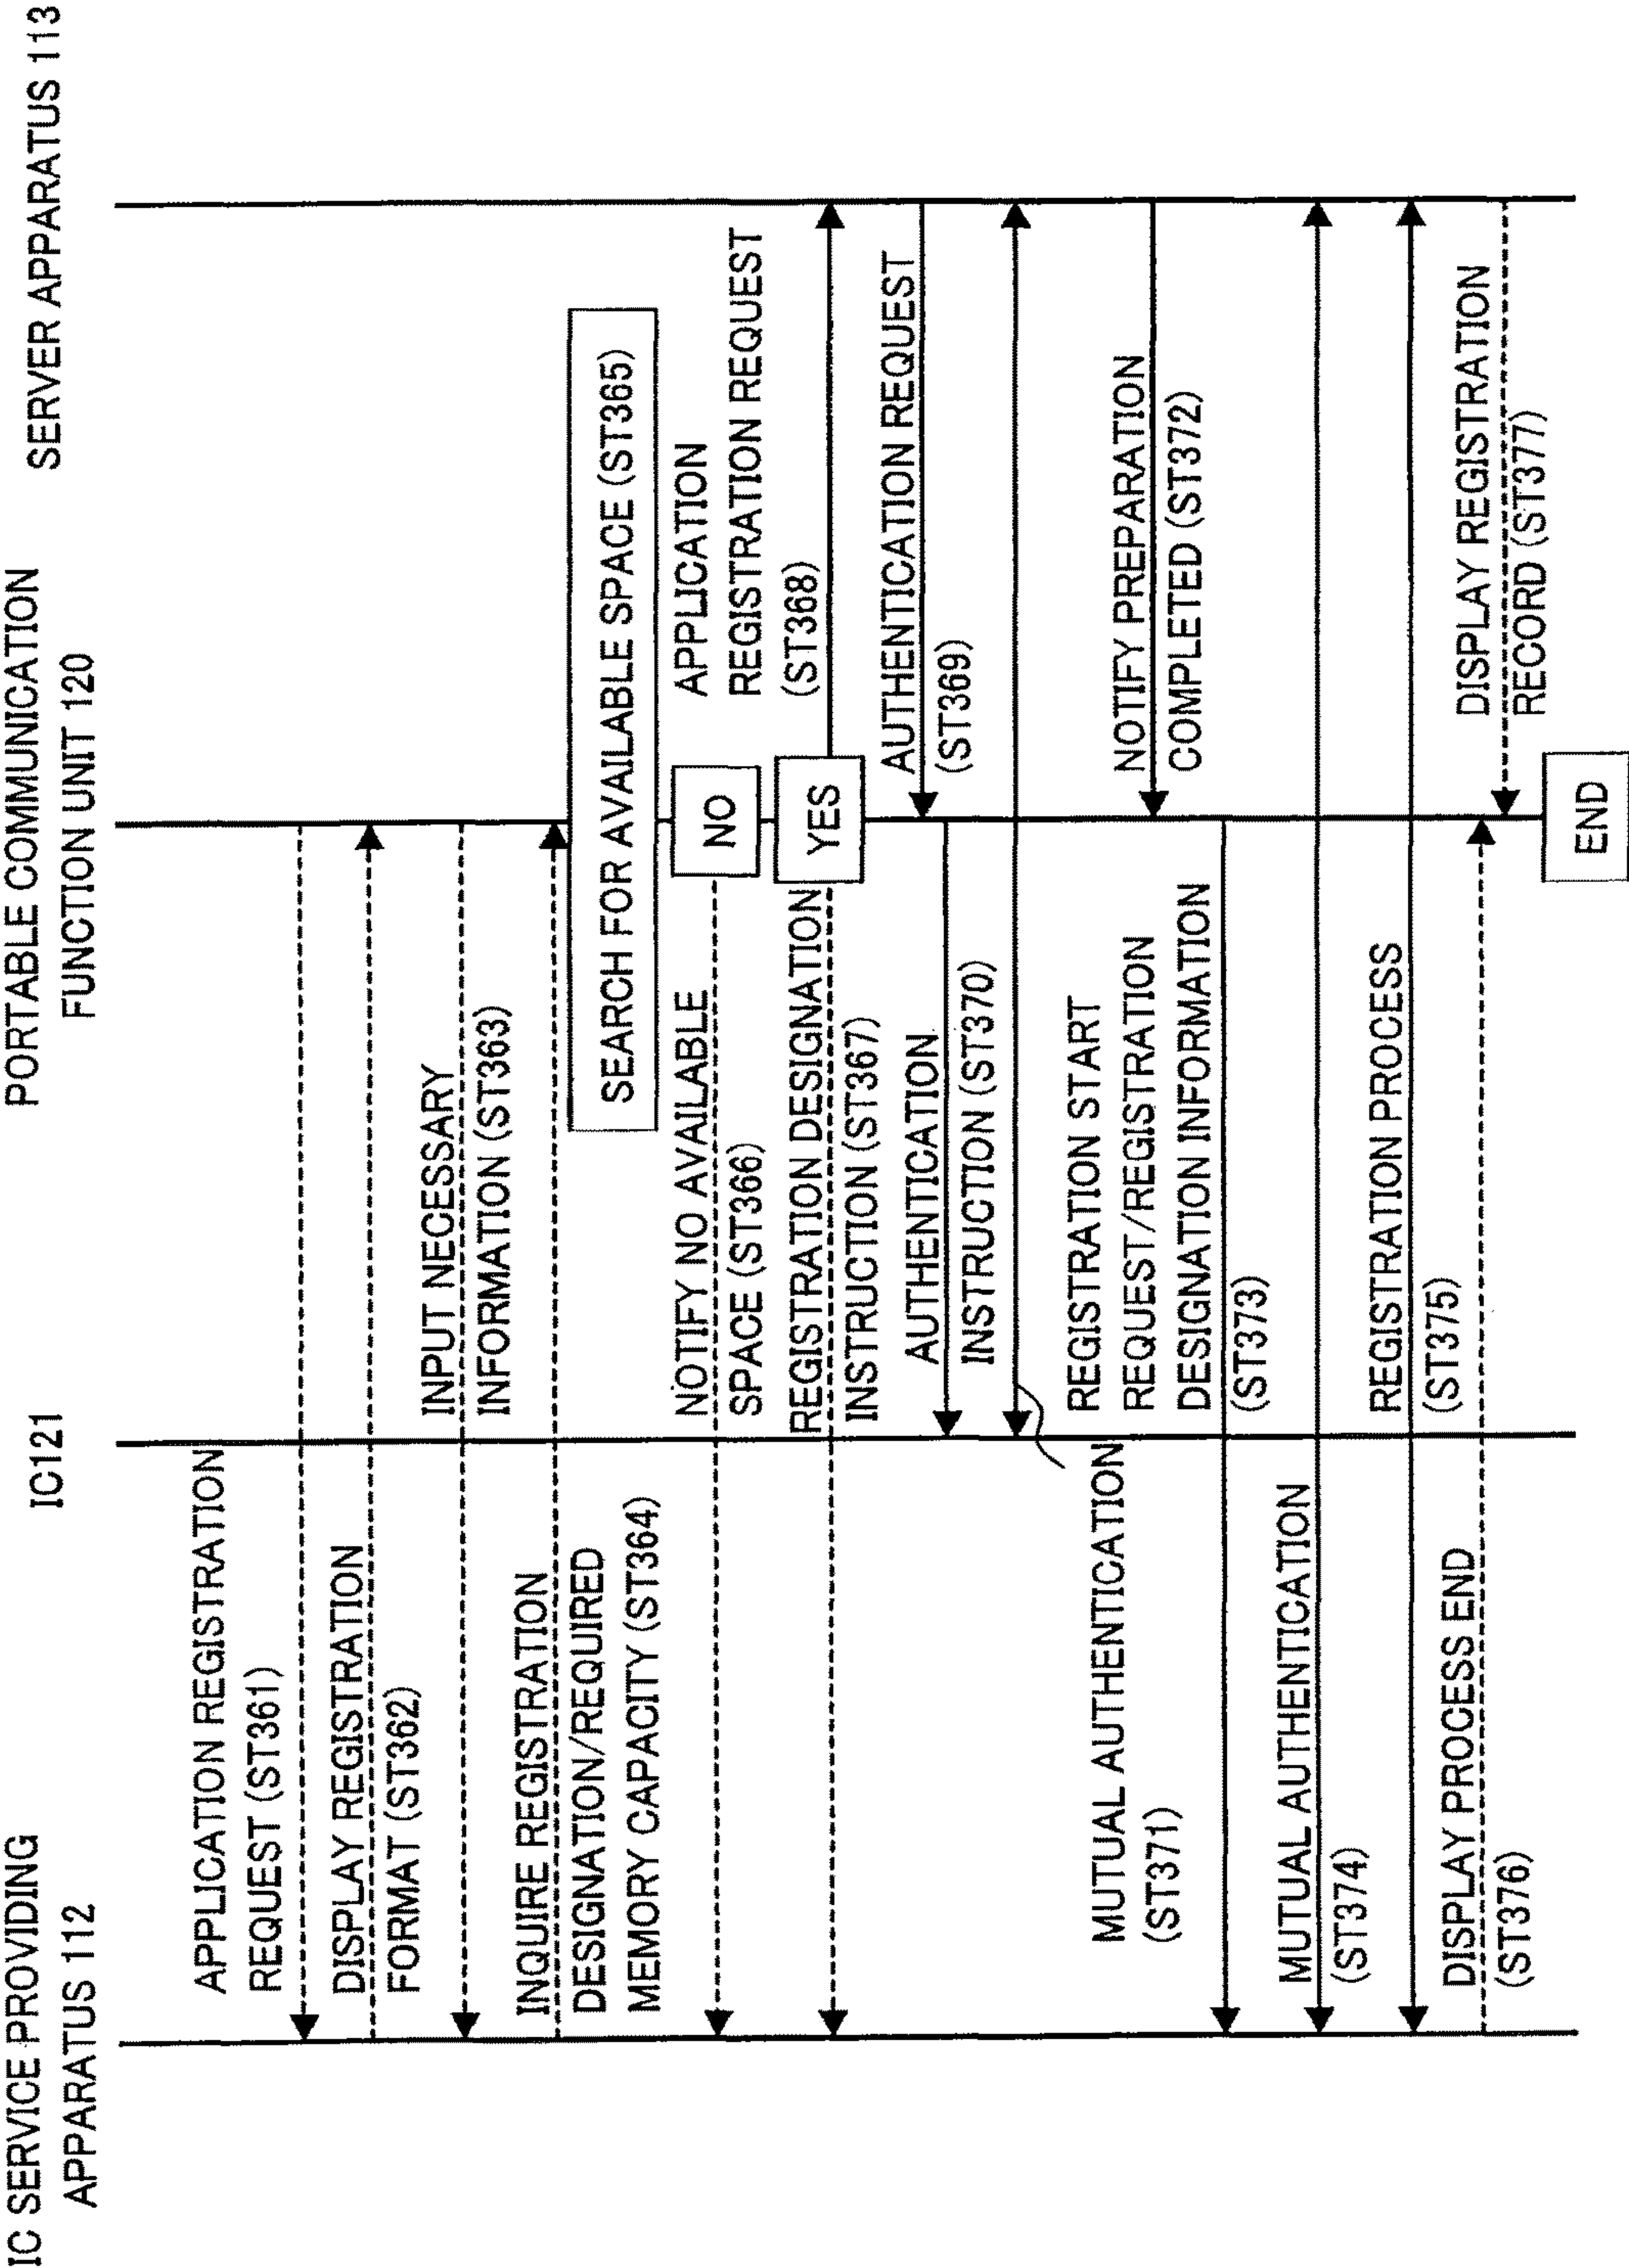 IC SERVICE PROVIDING
APPARATUS 112
IC121
PORTABLE COMMUNICATION
FUNCTION UNIT 120
SERVER APPARATUS 113
APPLICATION REGISTRATION
REQUEST (ST361)
DISPLAY REGISTRATION
FORMAT (ST362)
INPUT NECESSARY
INFORMATION (ST363)
INQUIRE REGISTRATION
DESIGNATION/REQUIRED
MEMORY CAPACITY (ST364)
SEARCH FOR AVAILABLE SPACE (ST365)
NOTIFY NO AVAILABLE
SPACE (ST366)
NO
APPLICATION
REGISTRATION REQUEST
(ST368)
REGISTRATION DESIGNATION
INSTRUCTION (ST367)
YES
AUTHENTICATION REQUEST
(ST369)
AUTHENTICATION
INSTRUCTION (ST370)
MUTUAL AUTHENTICATION
(ST371)
NOTIFY PREPARATION
COMPLETED (ST372)
REGISTRATION START
REQUEST/REGISTRATION
DESIGNATION INFORMATION
(ST373)
MUTUAL AUTHENTICATION
(ST374)
REGISTRATION PROCESS
(ST375)
DISPLAY PROCESS END
(ST376)
DISPLAY REGISTRATION
RECORD (ST377)
END